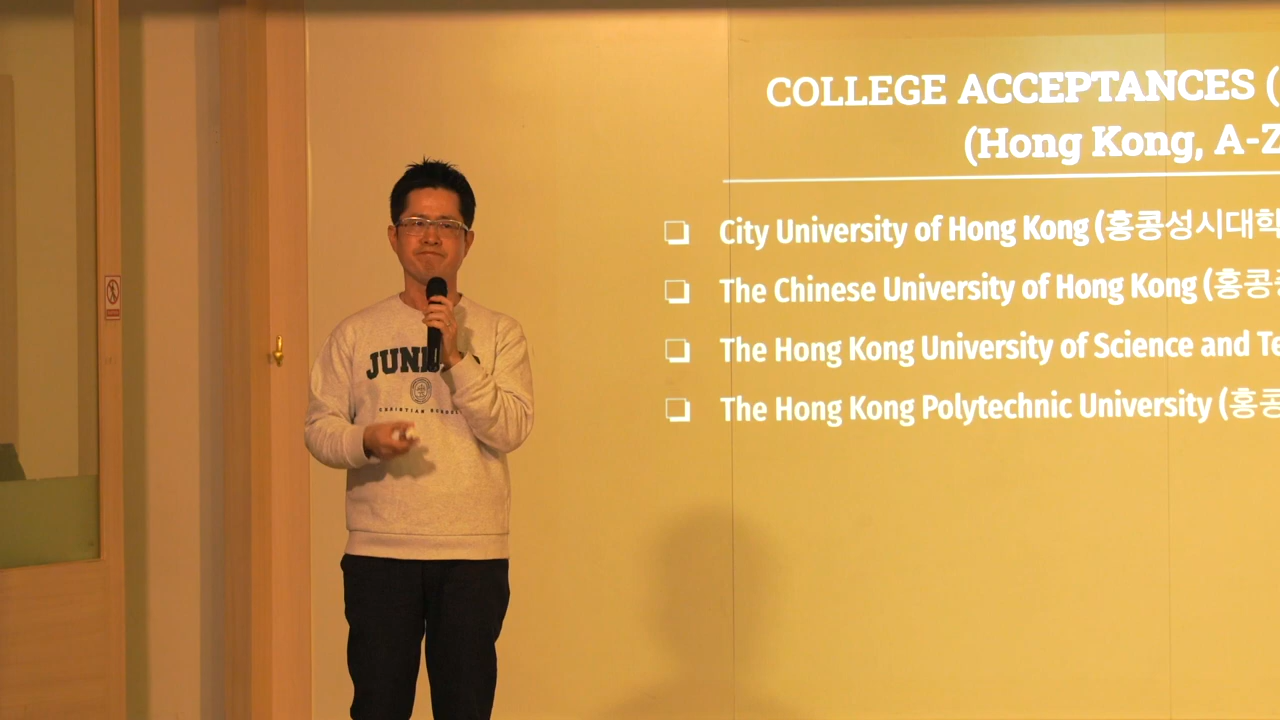 COLLEGE ACCEPTANCES (
(Hong Kong, A-Z
City University of Hong Kong (홍콩성시대학
The Chinese University of Hong Kong (홍콩
The Hong Kong University of Science and Te
The Hong Kong Polytechnic University (홍콩
JUNI
CHRISTIAN